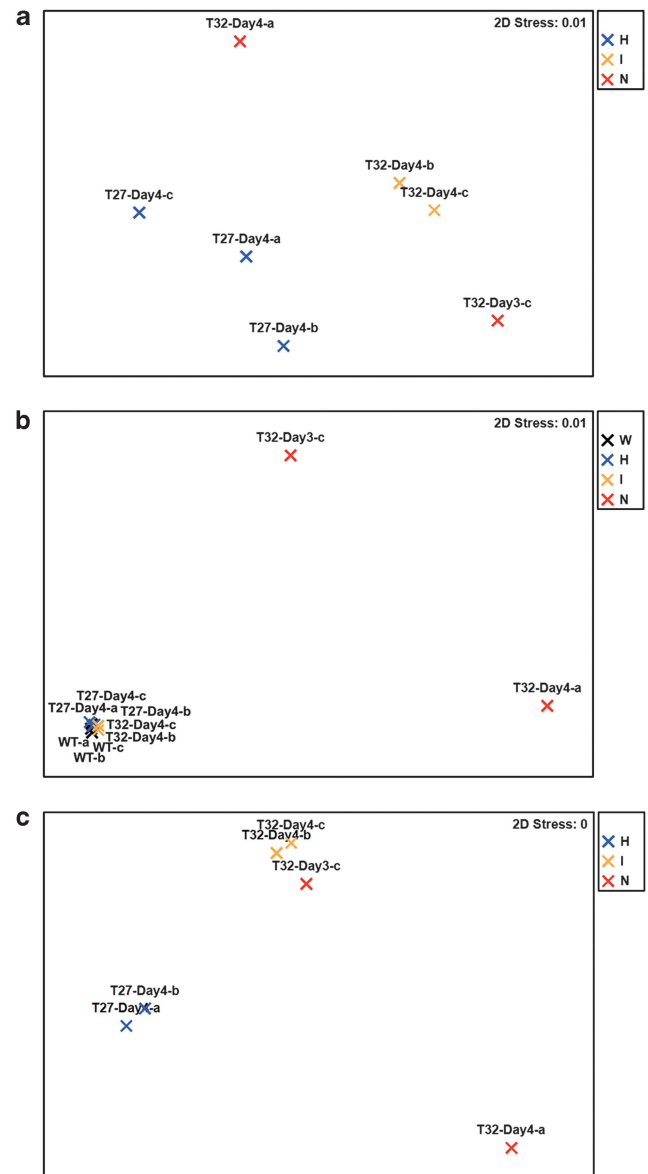 a
T32-Day4-a
2D Stress: 0.01
H
I
N
T32-Day4-b
T32-Day4-c
T27-Day4-c
T27-Day4-a
T32-Day3-c
T27-Day4-b
b
2D Stress: 0.01
T32-Day3-c
W
H
I
N
T32-Day4-a
T27-Day4-c
T27-Day4-a
T27-Day4-b
T32-Day4-c
T32-Day4-b
WT-a
WT-c
WT-b
c
2D Stress: 0
T32-Day4-c
T32-Day4-b
H
I
N
T32-Day3-c
T27-Day4-b
T27-Day4-a
T32-Day4-a